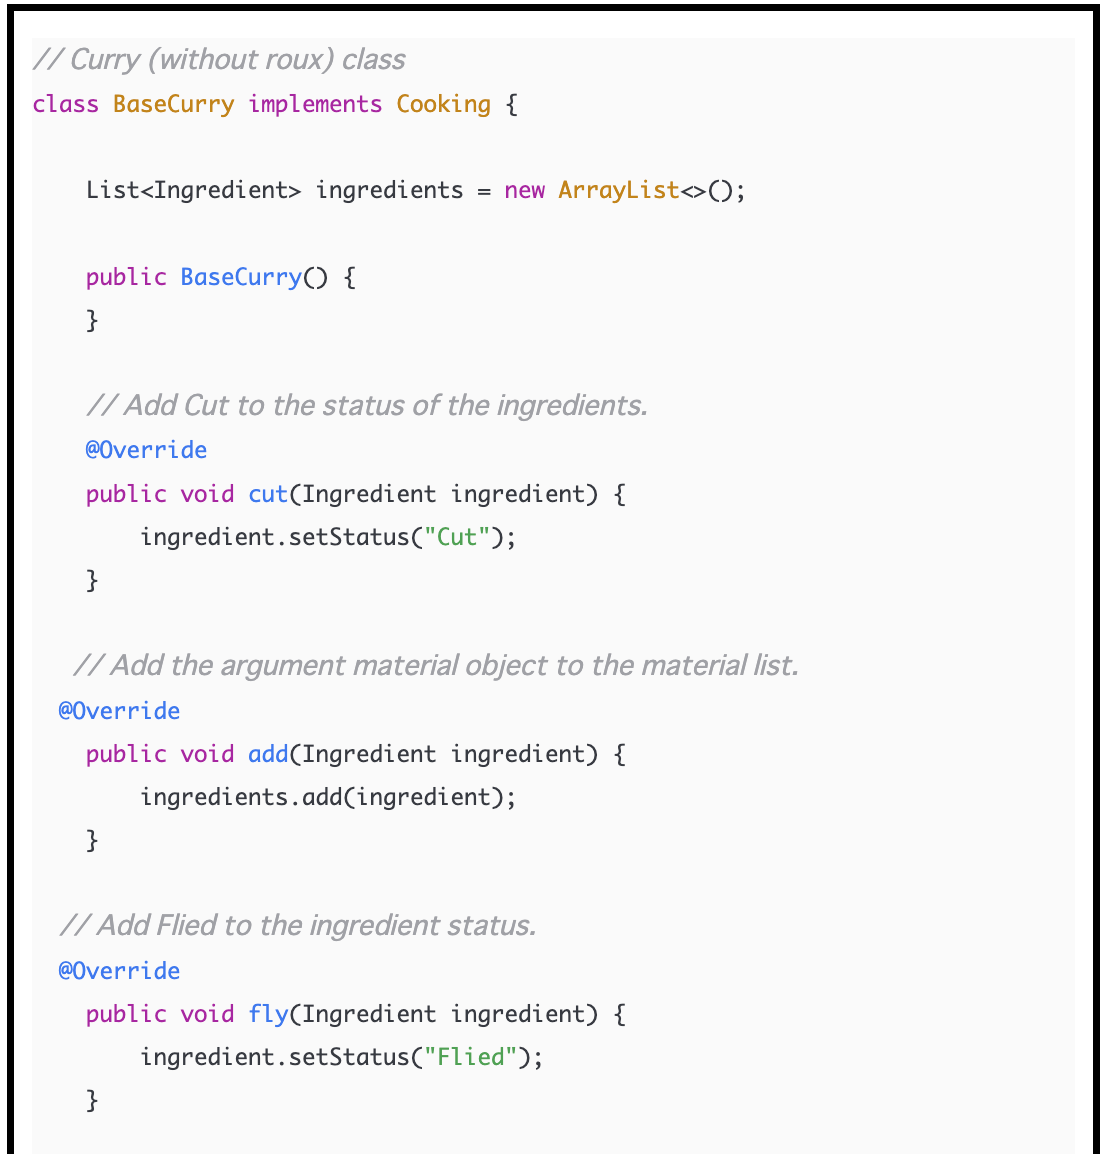 // Curry (without roux) class
class BaseCurry implements Cooking {
List<Ingredient> ingredients = new ArrayList<>();
public BaseCurry() {
}
// Add Cut to the status of the ingredients.
@Override
public void cut(Ingredient ingredient) {
ingredient.setStatus("Cut");
}
// Add the argument material object to the material list.
@Override
public void add(Ingredient ingredient) {
ingredients.add(ingredient);
}
// Add Flied to the ingredient status.
@Override
public void fly(Ingredient ingredient) {
ingredient.setStatus("Flied");
}